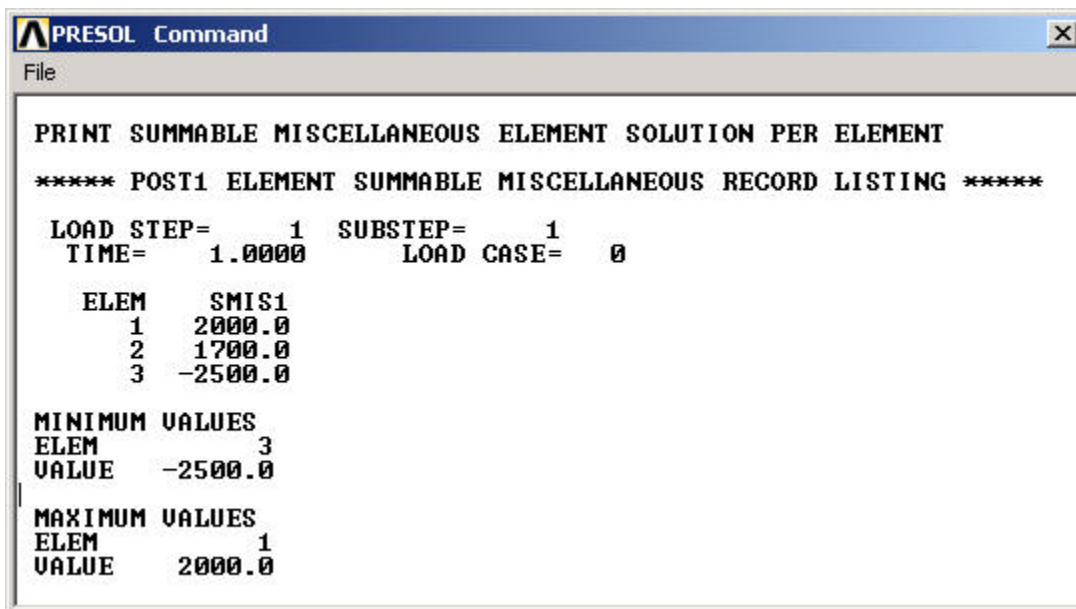 PRESOL Command
File
PRINT SUMMABLE MISCELLANEOUS ELEMENT SOLUTION PER ELEMENT
***** POST1 ELEMENT SUMMABLE MISCELLANEOUS RECORD LISTING *****
LOAD STEP= 1 SUBSTEP= 1
TIME= 1.0000 LOAD CASE= 0
ELEM SMIS1
1 2000.0
2 1700.0
3 -2500.0
MINIMUM VALUES
ELEM 3
VALUE -2500.0
MAXIMUM VALUES
ELEM 1
VALUE 2000.0